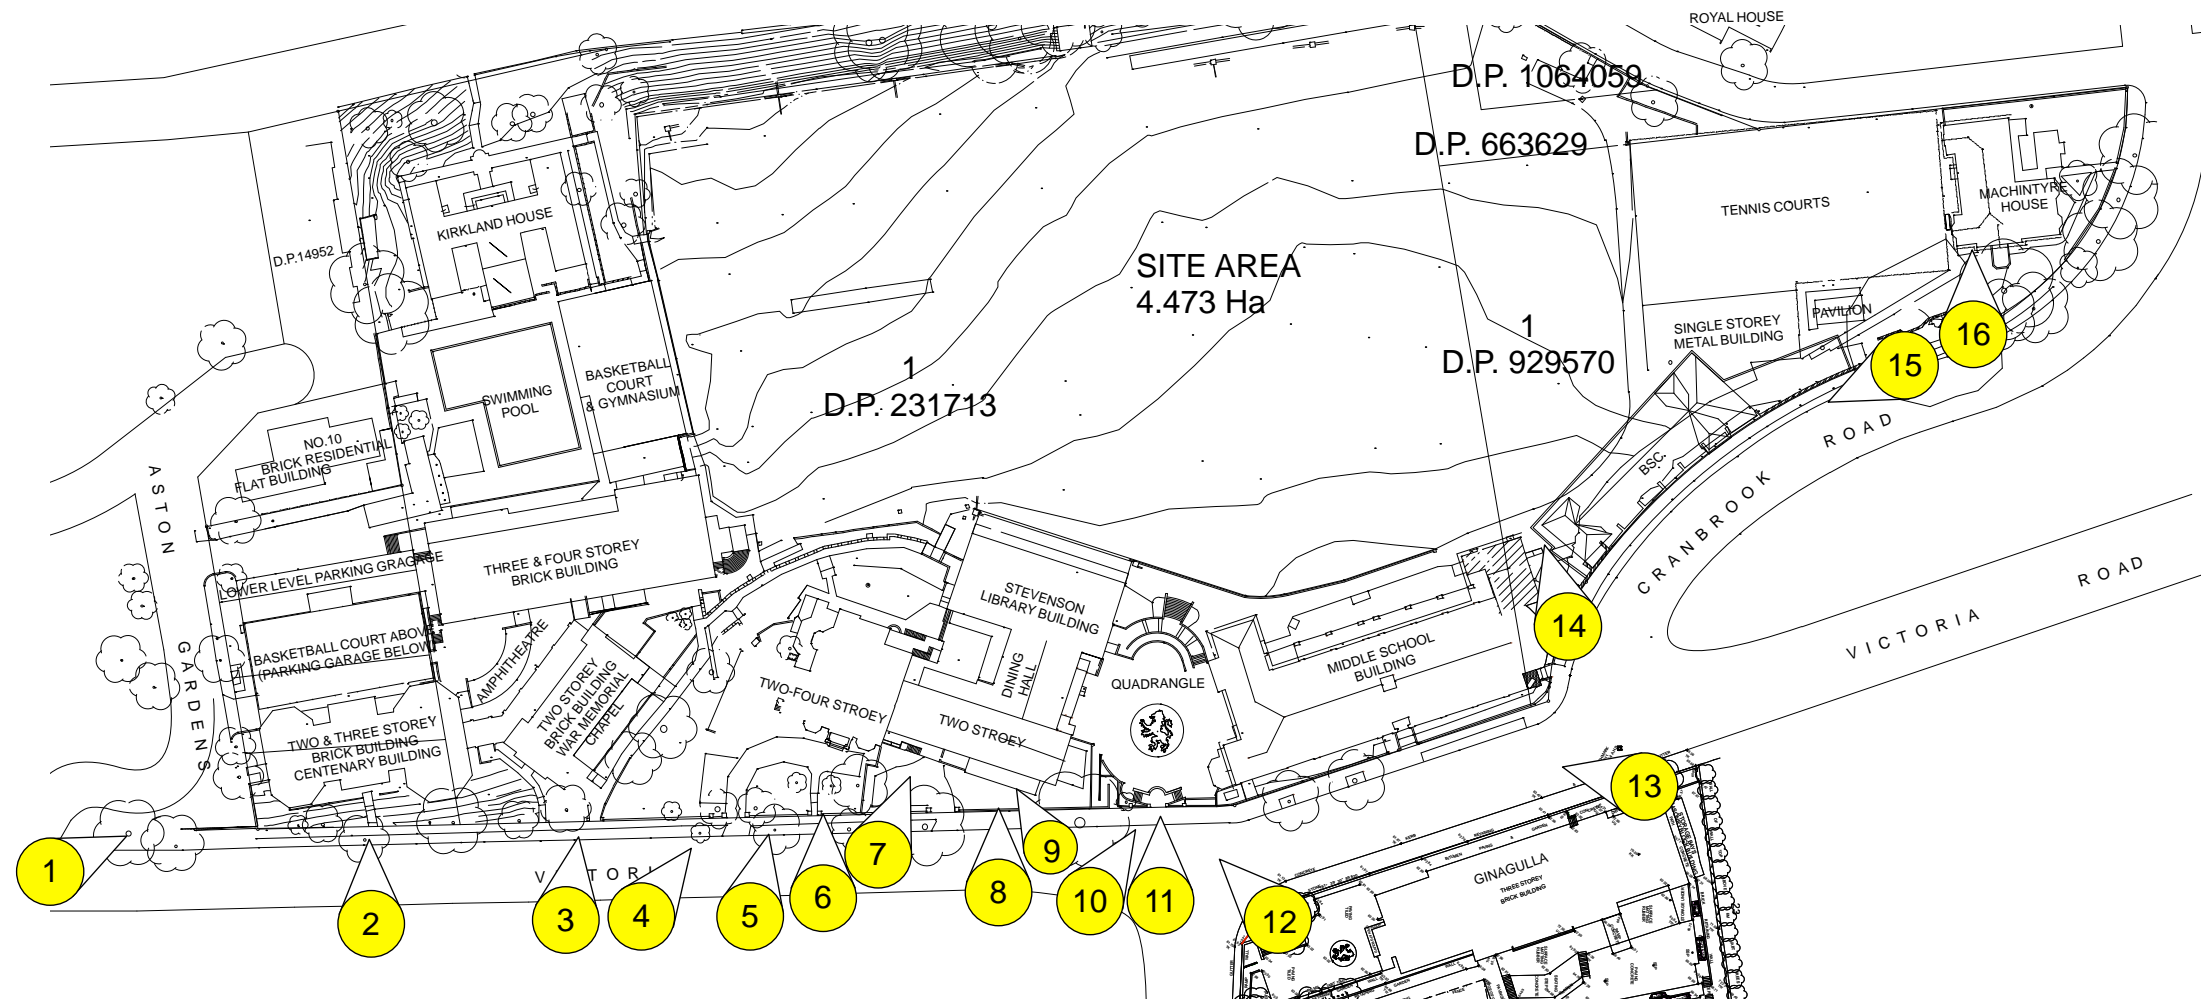 ROYAL HOUSE
D.P. 1064059
D.P. 663629
MACHINTYRE
HOUSE
TENNIS COURTS
KIRKLAND HOUSE
D.P.14952
SITE AREA
4.473 Ha
PAVILION
SINGLE STOREY
METAL BUILDING
1
D.P. 929570
1
D.P. 231713
16
15
BASKETBALL
COURT
& GYMNASIUM
SWIMMING
POOL
NO.10
BRICK RESIDENTIAL
FLAT BUILDING
BSC.
CRANBROOK ROAD
ASTON GARDENS
THREE & FOUR STOREY
BRICK BUILDING
LOWER LEVEL PARKING GRAGAGE
STEVENSON
LIBRARY BUILDING
VICTORIA ROAD
BASKETBALL COURT ABOVE
(PARKING GARAGE BELOW)
AMPHITHEATRE
14
MIDDLE SCHOOL
BUILDING
QUADRANGLE
DINING
HALL
TWO STOREY
BRICK BUILDING
WAR MEMORIAL
CHAPEL
TWO-FOUR STROEY
TWO STROEY
TWO & THREE STOREY
BRICK BUILDING
CENTENARY BUILDING
13
1
2
3
4
5
6
7
8
9
10
11
12
GINAGULLA
THREE STOREY
BRICK BUILDING